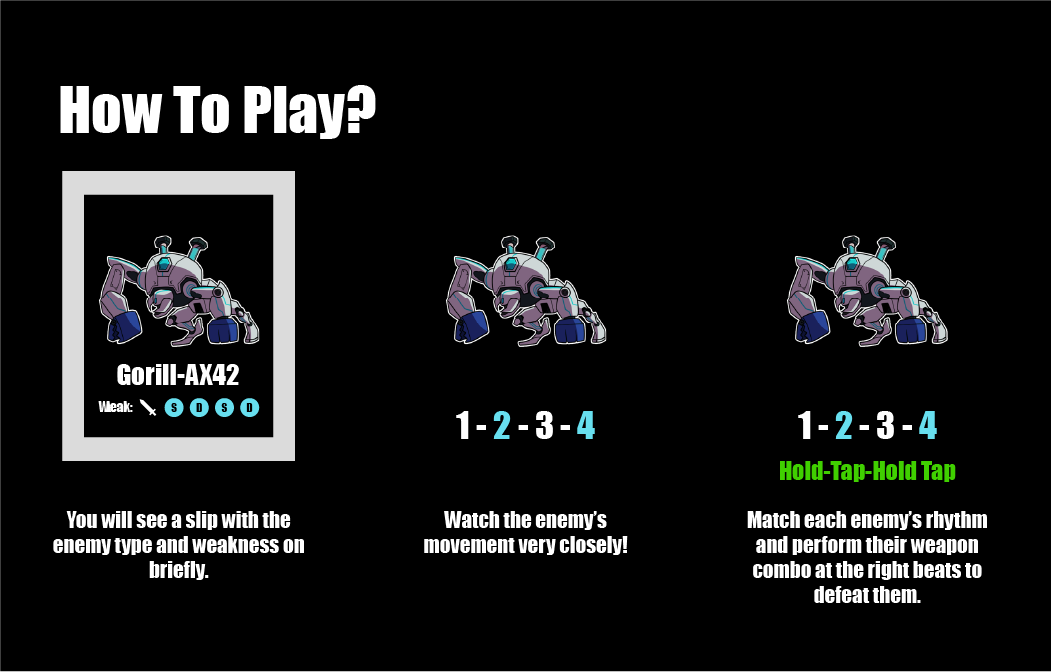 How To Play?
Gorill-AX42
Weak: S D S D
You will see a slip with the
enemy type and weakness on
briefly.
1 - 2 - 3 - 4
Watch the enemy’s
movement very closely!
1 - 2 - 3 - 4
Hold-Tap-Hold Tap
Match each enemy’s rhythm
and perform their weapon
combo at the right beats to
defeat them.